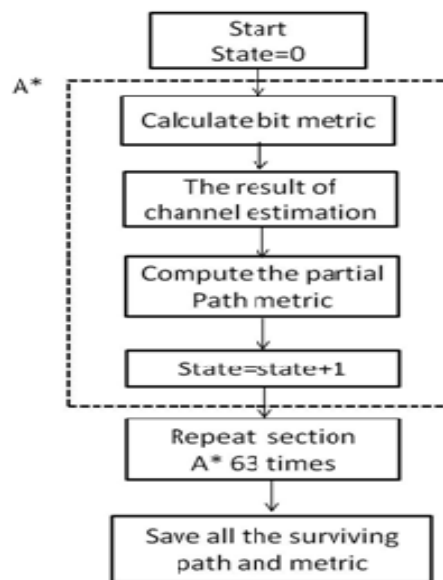 Start
State=0
A*
Calculate bit metric
The result of
channel estimation
Compute the partial
Path metric
State=state+1
Repeat section
A* 63 times
Save all the surviving
path and metric